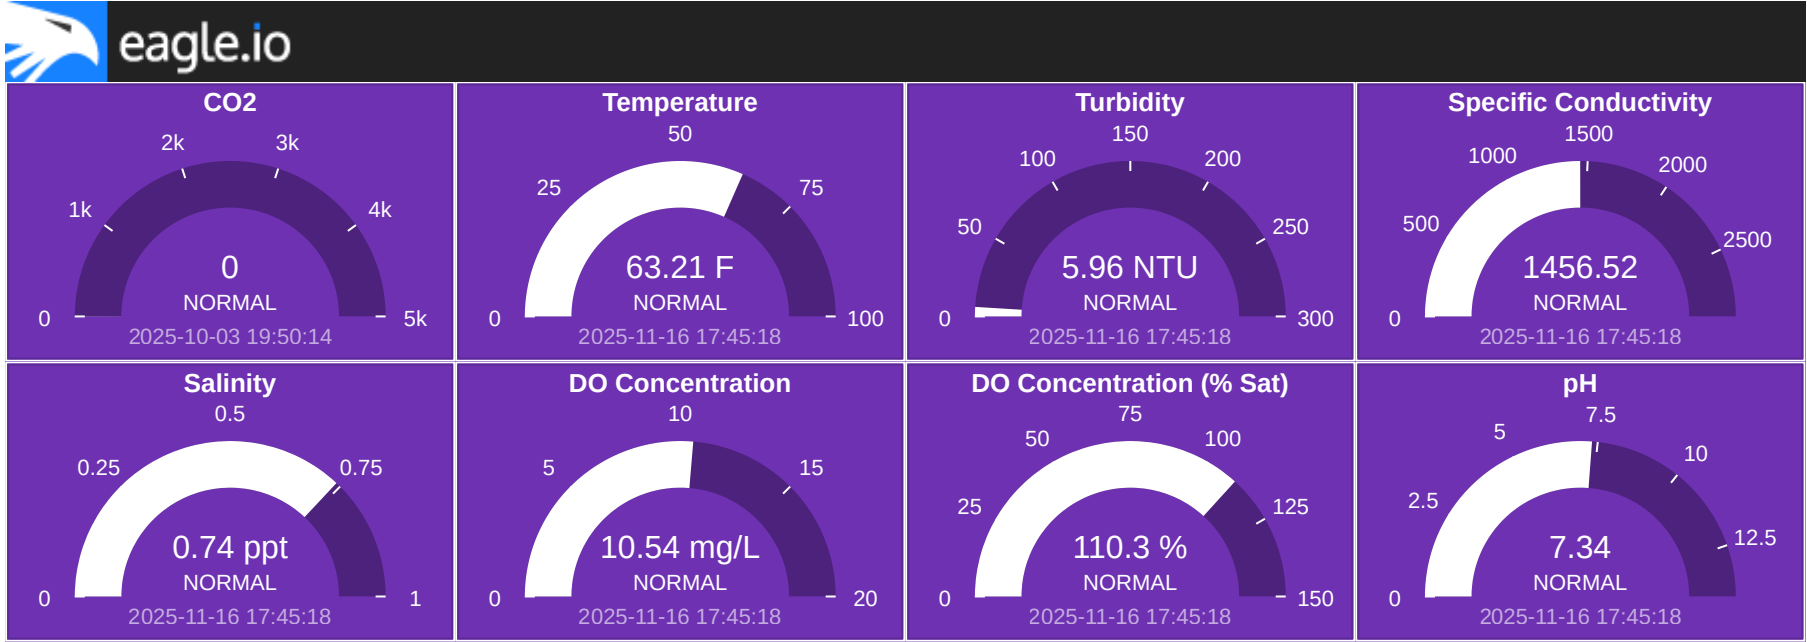 eagle.io
CO2
2k
3k
1k
4k
0
5k
0
NORMAL
2025-10-03 19:50:14
Temperature
50
25
75
0
100
63.21 F
NORMAL
2025-11-16 17:45:18
Turbidity
150
100
200
50
250
0
300
5.96 NTU
NORMAL
2025-11-16 17:45:18
Specific Conductivity
1500
1000
2000
500
2500
0
1456.52
NORMAL
2025-11-16 17:45:18
Salinity
0.5
0.25
0.75
0
1
0.74 ppt
NORMAL
2025-11-16 17:45:18
DO Concentration
10
5
15
0
20
10.54 mg/L
NORMAL
2025-11-16 17:45:18
DO Concentration (% Sat)
75
50
100
25
125
0
150
110.3 %
NORMAL
2025-11-16 17:45:18
pH
7.5
5
10
2.5
12.5
0
7.34
NORMAL
2025-11-16 17:45:18